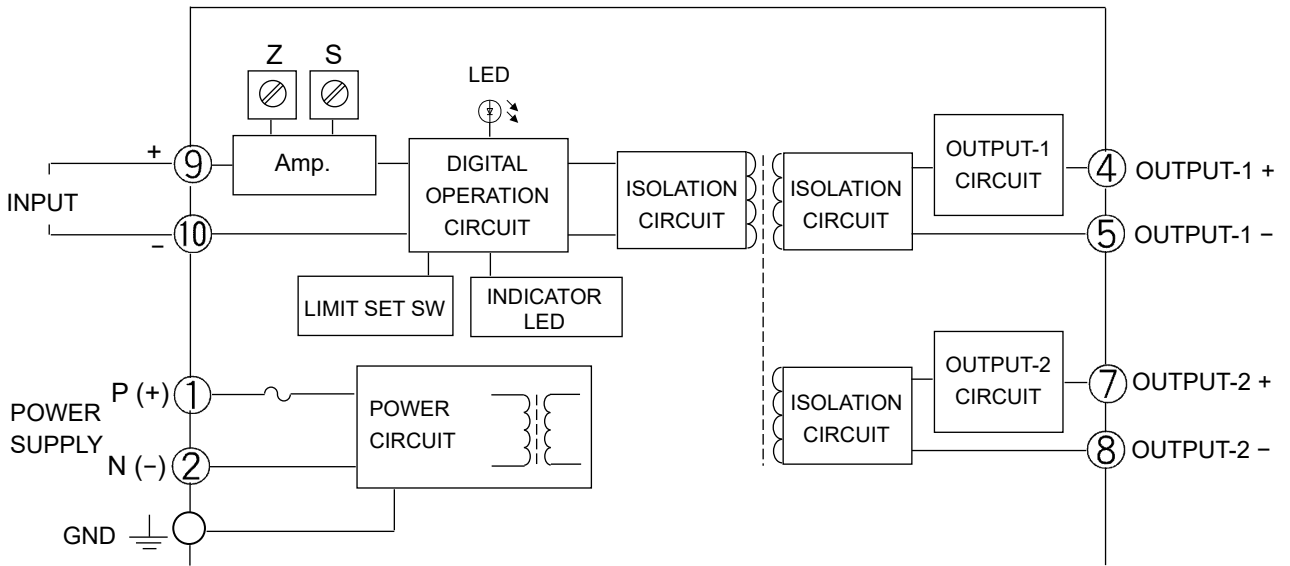 Z
S
LED
+
9
Amp.
DIGITAL
OPERATION
CIRCUIT
ISOLATION
CIRCUIT
ISOLATION
CIRCUIT
OUTPUT-1
CIRCUIT
4
OUTPUT-1 +
INPUT
−
10
5
OUTPUT-1 −
LIMIT SET SW
INDICATOR
LED
POWER
SUPPLY
P (+)
1
N (−)
2
POWER
CIRCUIT
ISOLATION
CIRCUIT
OUTPUT-2
CIRCUIT
7
OUTPUT-2 +
8
OUTPUT-2 −
GND